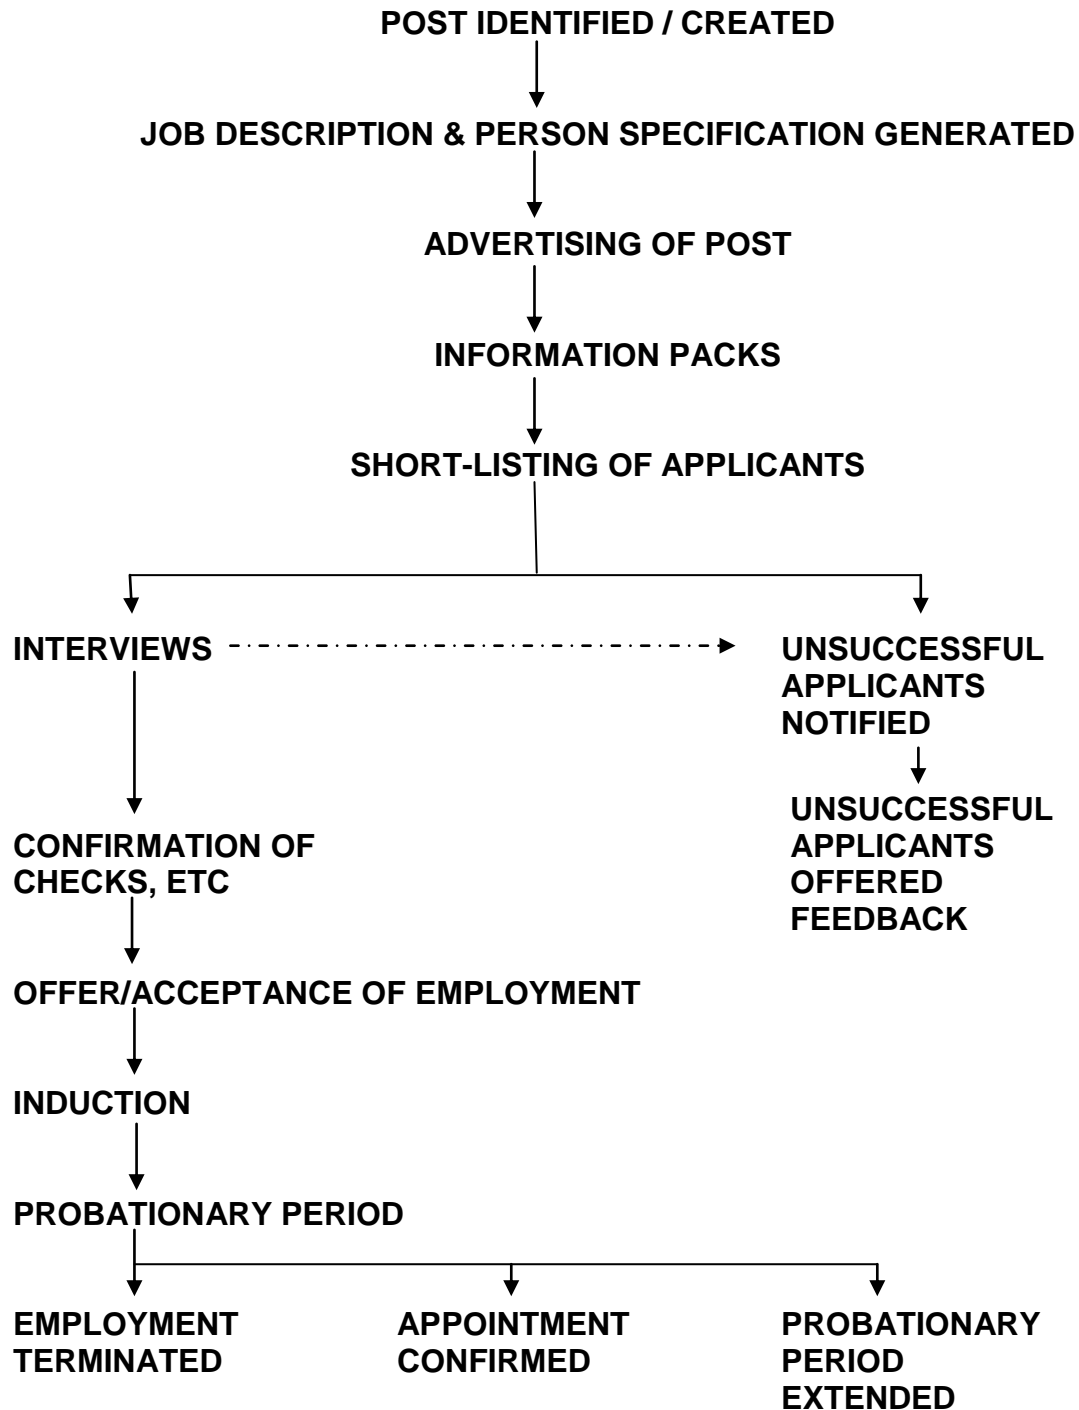 POST IDENTIFIED / CREATED
JOB DESCRIPTION & PERSON SPECIFICATION GENERATED
ADVERTISING OF POST
INFORMATION PACKS
SHORT-LISTING OF APPLICANTS
INTERVIEWS
UNSUCCESSFUL
APPLICANTS
NOTIFIED
UNSUCCESSFUL
APPLICANTS
OFFERED
FEEDBACK
CONFIRMATION OF
CHECKS, ETC
OFFER/ACCEPTANCE OF EMPLOYMENT
INDUCTION
PROBATIONARY PERIOD
EMPLOYMENT
TERMINATED
APPOINTMENT
CONFIRMED
PROBATIONARY
PERIOD
EXTENDED